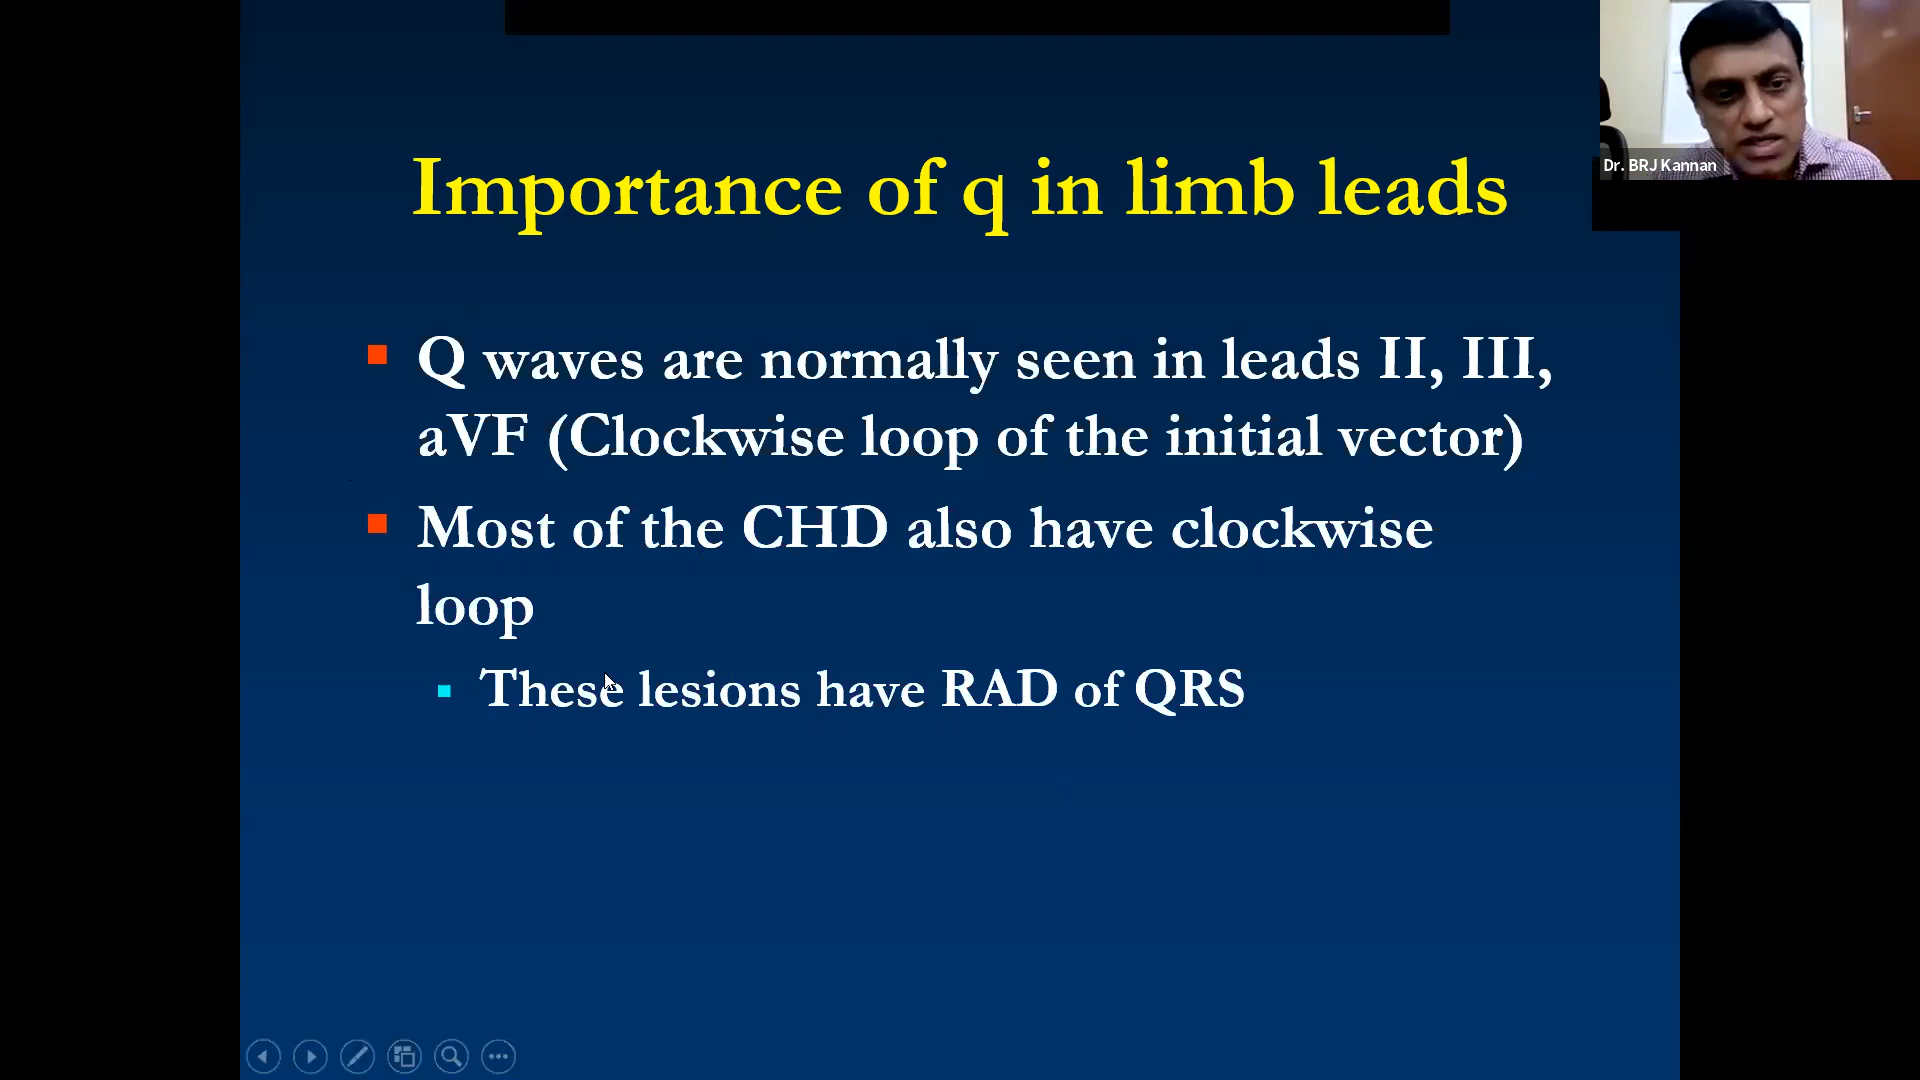 Importance of q in limb leads
Q waves are normally seen in leads II, III,
aVF (Clockwise loop of the initial vector)
Most of the CHD also have clockwise
loop
These lesions have RAD of QRS
Dr. BRJ Kannan